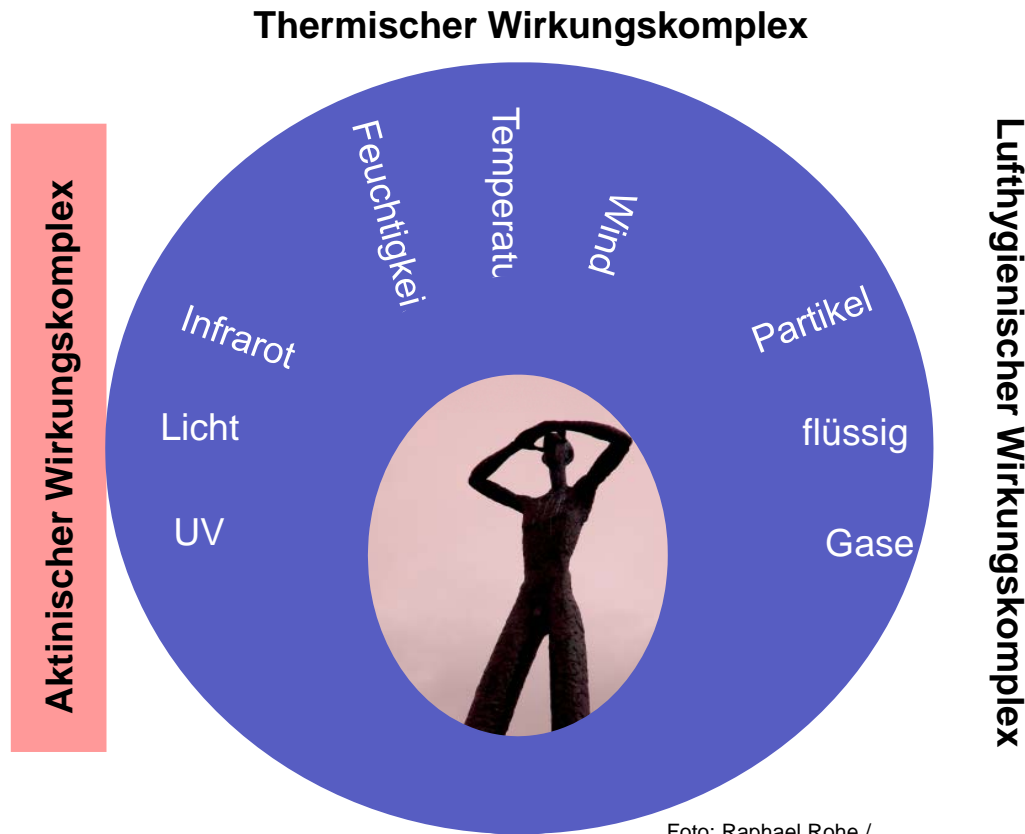 Thermischer Wirkungskomplex
Aktinischer Wirkungskomplex
Infrarot
Licht
UV
Feuchtigkei
Temperatu
Wind
Partikel
flüssig
Gase
Lufthygienischer Wirkungskomplex
Foto: Raphael Rohe /